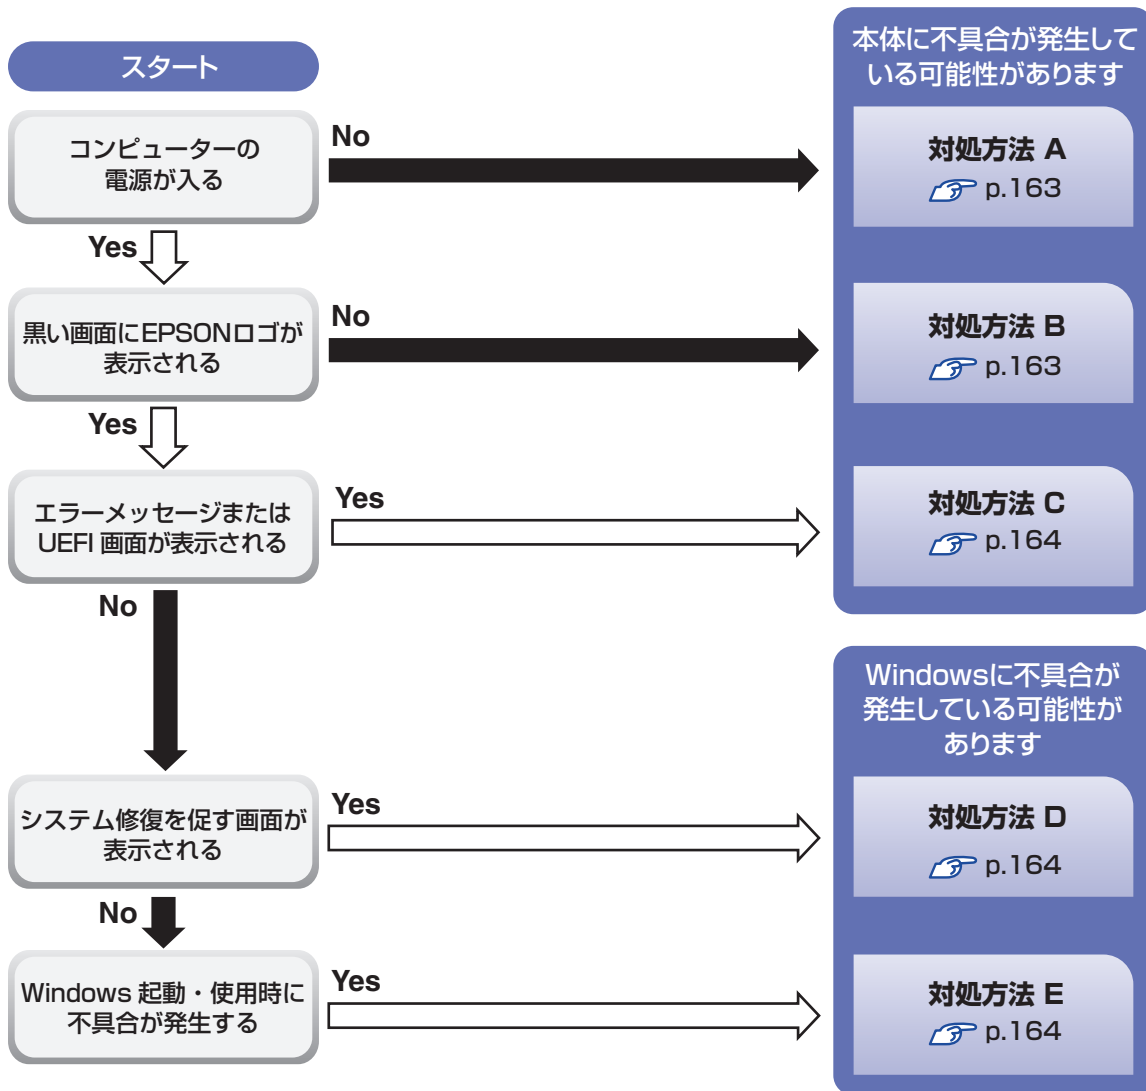 スタート
コンピューターの
電源が入る
No
Yes
黒い画面にEPSONロゴが
表示される
No
Yes
エラーメッセージまたは
UEFI 画面が表示される
Yes
No
システム修復を促す画面が
表示される
Yes
No
Windows 起動・使用時に
不具合が発生する
Yes
本体に不具合が発生して
いる可能性があります
対処方法 A
p.163
対処方法 B
p.163
対処方法 C
p.164
Windowsに不具合が
発生している可能性が
あります
対処方法 D
p.164
対処方法 E
p.164